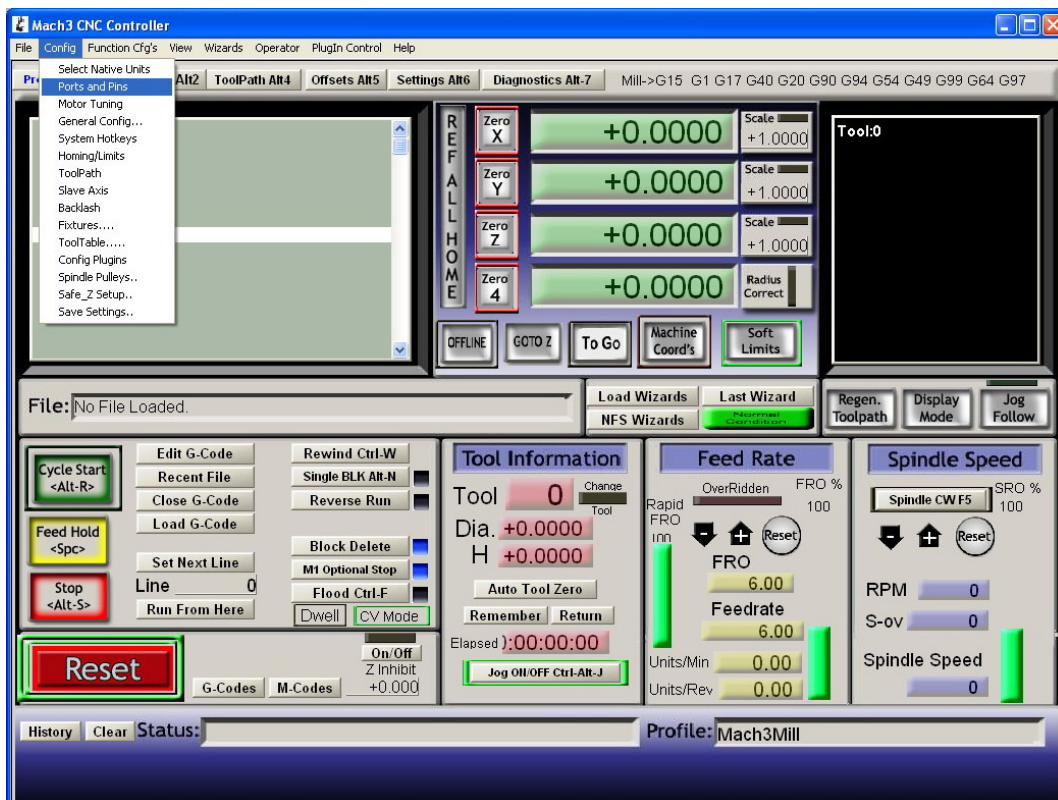 Mach3 CNC Controller
File Config Function Cfg's View Wizards Operator PlugIn Control Help
Select Native Units
Ports and Pins
Motor Tuning
General Config...
System Hotkeys
Homing/Limits
ToolPath
Slave Axis
Backlash
Fixtures....
ToolTable.....
Config Plugins
Spindle Pulleys..
Safe_Z Setup..
Save Settings..
Alt2 ToolPath Alt4 Offsets Alt5 Settings Alt6 Diagnostics Alt-7 Mill->G15 G1 G17 G40 G20 G90 G94 G54 G49 G99 G64 G97
REF ALL HOME
Zero X +0.0000 Scale +1.0000
Zero Y +0.0000 Scale +1.0000
Zero Z +0.0000 Scale +1.0000
Zero 4 +0.0000 Radius Correct
OFFLINE GOTO Z To Go Machine Coord's Soft Limits
Tool:0
File: No File Loaded.
Load Wizards Last Wizard
NFS Wizards Normal Condition
Regen. Toolpath Display Mode Jog Follow
Cycle Start <Alt-R>
Feed Hold <Spc>
Stop <Alt-S>
Edit G-Code
Recent File
Close G-Code
Load G-Code
Set Next Line
Line 0
Run From Here
Rewind Ctrl-W
Single BLK Alt-N
Reverse Run
Block Delete
M1 Optional Stop
Flood Ctrl-F
Dwell CV Mode
Reset
G-Codes M-Codes
On/Off
Z Inhibit
+0.000
Tool Information
Tool 0 Change Tool
Dia. +0.0000
H +0.0000
Auto Tool Zero
Remember Return
Elapsed ):00:00:00
Jog ON/OFF Ctrl-Alt-J
Feed Rate
OverRidden FRO %
100
Rapid FRO
100
Reset
FRO
6.00
Feedrate
6.00
Units/Min 0.00
Units/Rev 0.00
Spindle Speed
Spindle CW F5 SRO %
100
Reset
RPM 0
S-ov 0
Spindle Speed
0
History Clear Status:
Profile: Mach3Mill